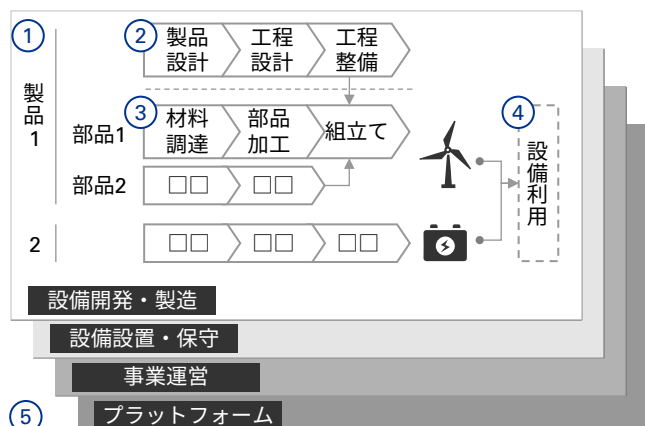 ①
製品1
②
製品設計
工程設計
工程整備
③
部品1
材料調達
部品加工
組立て
部品2
□□
□□
④
設備利用
2
□□
□□
□□
設備開発・製造
設備設置・保守
事業運営
⑤
プラットフォーム